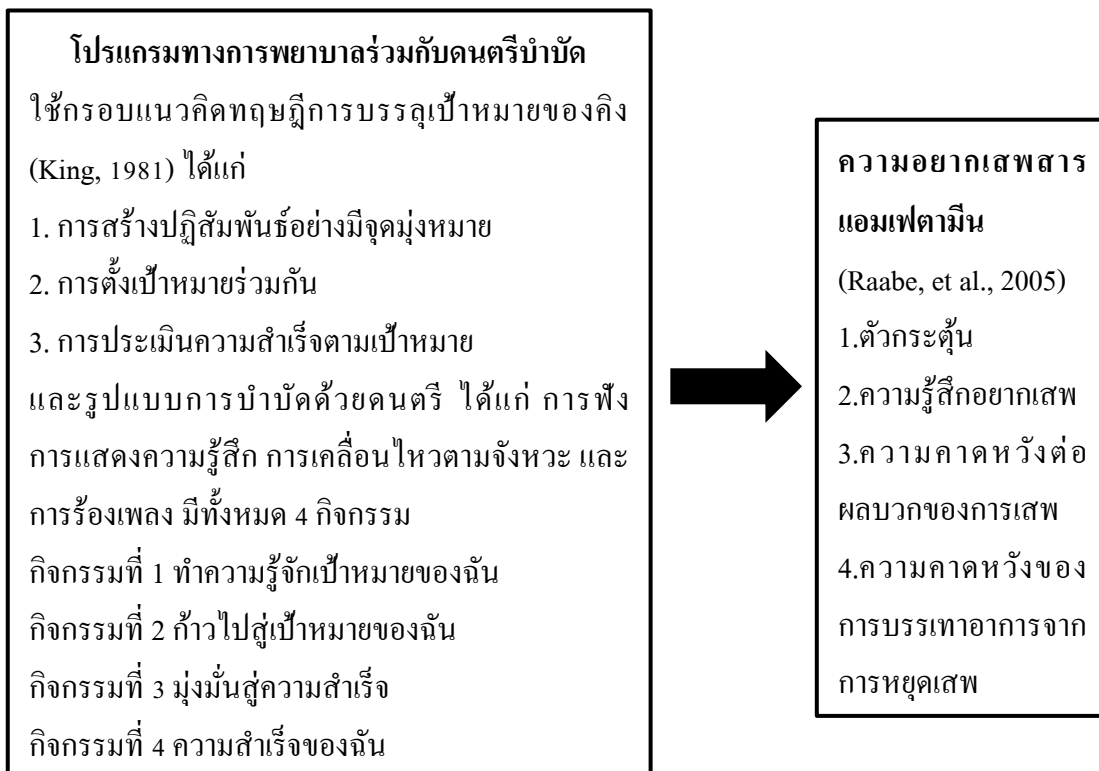 โปรแกรมทางการพยาบาลร่วมกับดนตรีบำบัด
ใช้กรอบแนวคิดทฤษฎีการบรรลุเป้าหมายของคิง
(King, 1981) ได้แก่
1. การสร้างปฏิสัมพันธ์อย่างมีจุดมุ่งหมาย
2. การตั้งเป้าหมายร่วมกัน
3. การประเมินความสำเร็จตามเป้าหมาย
และรูปแบบการบำบัดด้วยดนตรี ได้แก่ การฟัง
การแสดงความรู้สึก การเคลื่อนไหวตามจังหวะ และ
การร้องเพลง มีทั้งหมด 4 กิจกรรม
กิจกรรมที่ 1 ทำความรู้จักเป้าหมายของฉัน
กิจกรรมที่ 2 ก้าวไปสู่เป้าหมายของฉัน
กิจกรรมที่ 3 มุ่งมั่นสู่ความสำเร็จ
กิจกรรมที่ 4 ความสำเร็จของฉัน
ความอยากเสพสาร
แอมเฟตามีน
(Raabe, et al., 2005)
1.ตัวกระตุ้น
2.ความรู้สึกอยากเสพ
3.ความคาดหวังต่อ
ผลบวกของการเสพ
4.ความคาดหวังของ
การบรรเทาอาการจาก
การหยุดเสพ